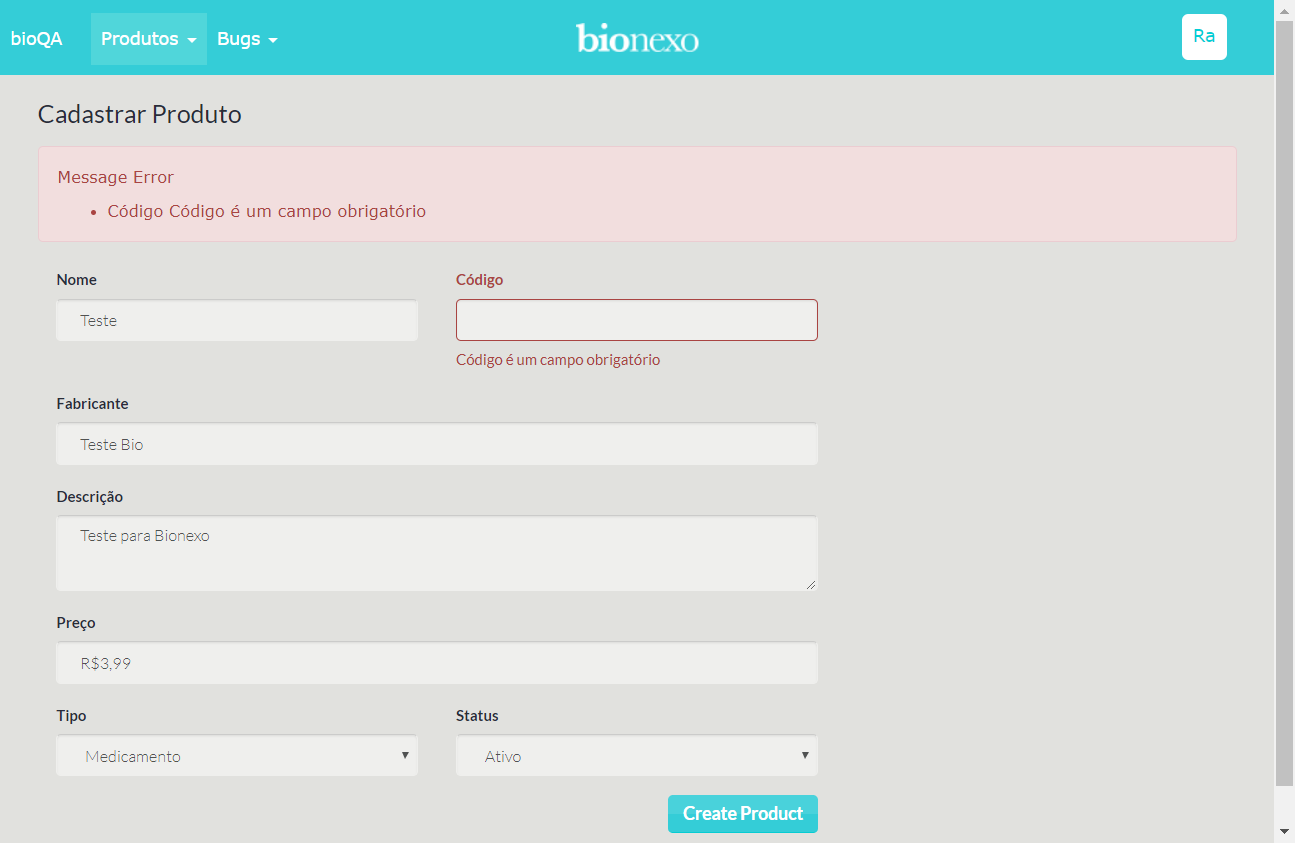 bioQA Produtos Bugs bionexo Ra
Cadastrar Produto
Message Error
• Código Código é um campo obrigatório
Nome Código
Teste
Código é um campo obrigatório
Fabricante
Teste Bio
Descrição
Teste para Bionexo
Preço
R$3,99
Tipo Status
Medicamento Ativo
Create Product